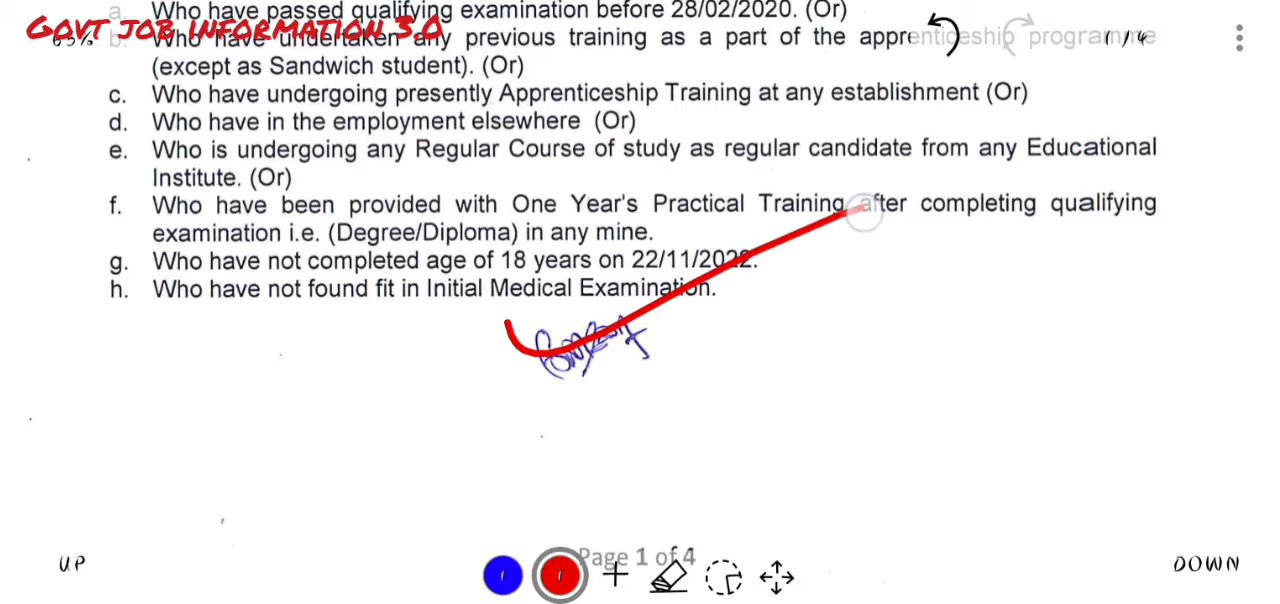 a. Who have passed qualifying examination before 28/02/2020. (Or)
GOVT JOB INFORMATION 3.0
65%
b. Who have undertaken any previous training as a part of the apprenticeship programme
1/4
(except as Sandwich student). (Or)
c. Who have undergoing presently Apprenticeship Training at any establishment (Or)
d. Who have in the employment elsewhere (Or)
e. Who is undergoing any Regular Course of study as regular candidate from any Educational
Institute. (Or)
f. Who have been provided with One Year's Practical Training after completing qualifying
examination i.e. (Degree/Diploma) in any mine.
g. Who have not completed age of 18 years on 22/11/2022.
h. Who have not found fit in Initial Medical Examination.
Page 1 of 4
UP
DOWN